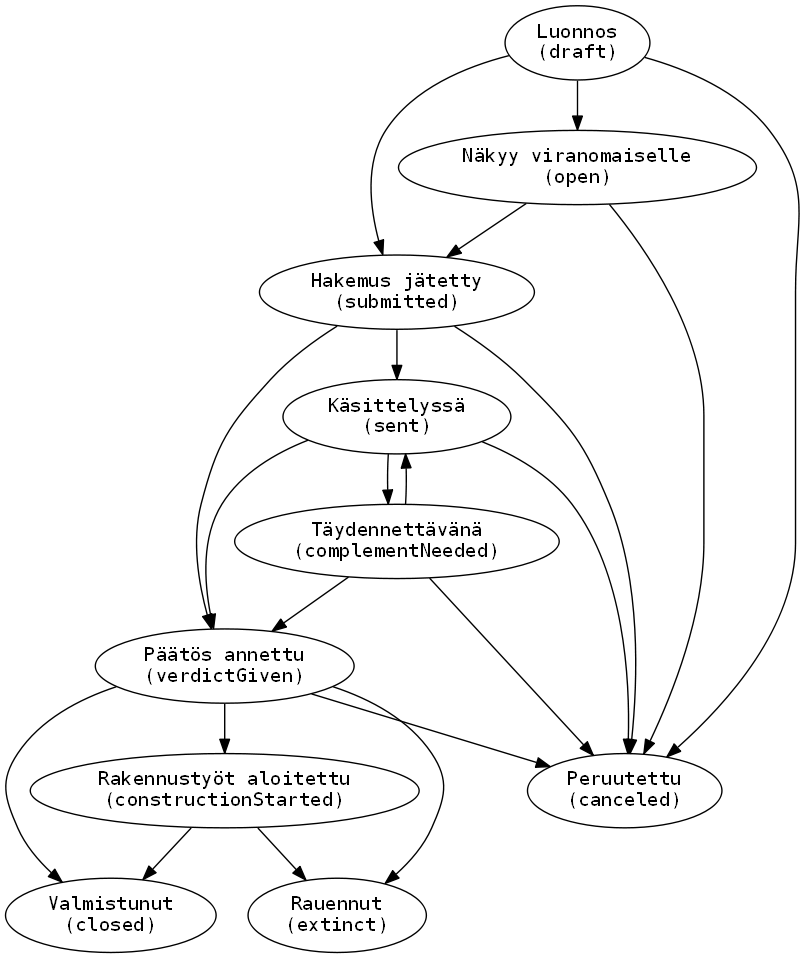 Luonnos
(draft)
Näkyy viranomaiselle
(open)
Hakemus jätetty
(submitted)
Käsittelyssä
(sent)
Täydennettävänä
(complementNeeded)
Päätös annettu
(verdictGiven)
Rakennustyöt aloitettu
(constructionStarted)
Peruutettu
(canceled)
Valmistunut
(closed)
Rauennut
(extinct)